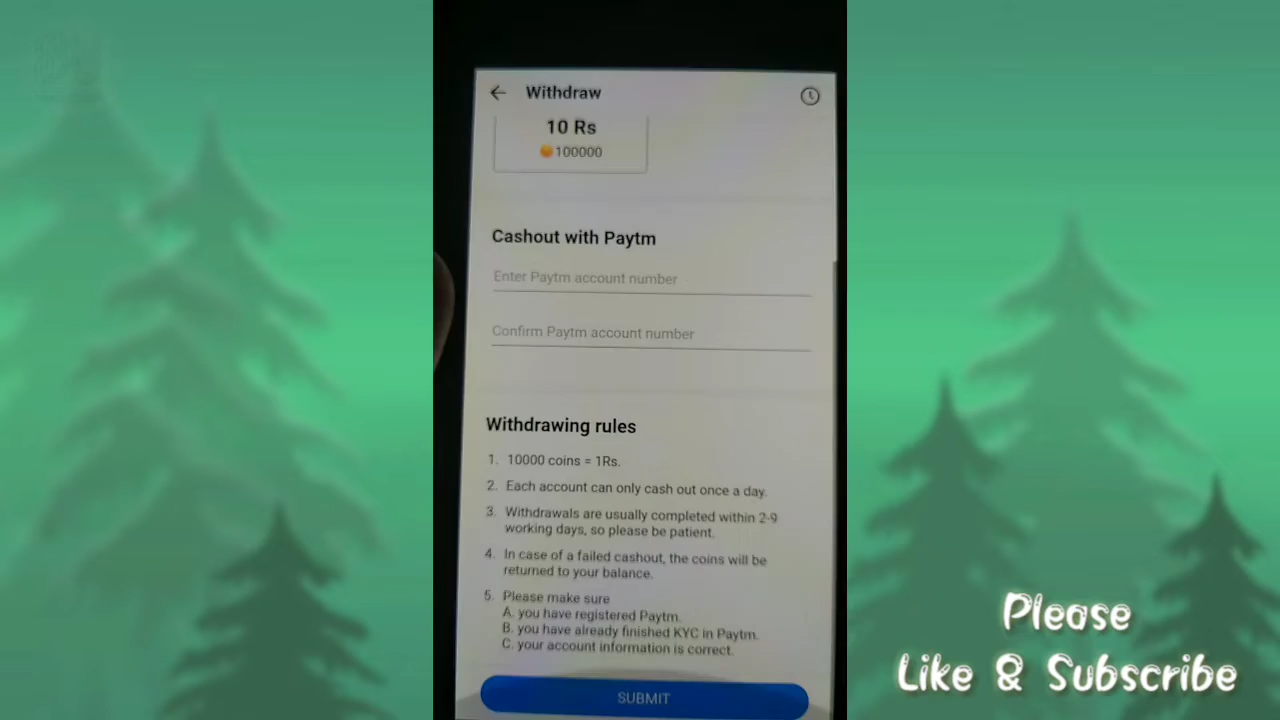 Withdraw
10 Rs
100000
Cashout with Paytm
Enter Paytm account number
Confirm Paytm account number
Withdrawing rules
1. 10000 coins = 1Rs.
2. Each account can only cash out once a day.
3. Withdrawals are usually completed within 2-9
working days, so please be patient.
4. In case of a failed cashout, the coins will be
returned to your balance.
5. Please make sure
A. you have registered Paytm.
B. you have already finished KYC in Paytm.
C. your account information is correct.
SUBMIT
Please
Like & Subscribe